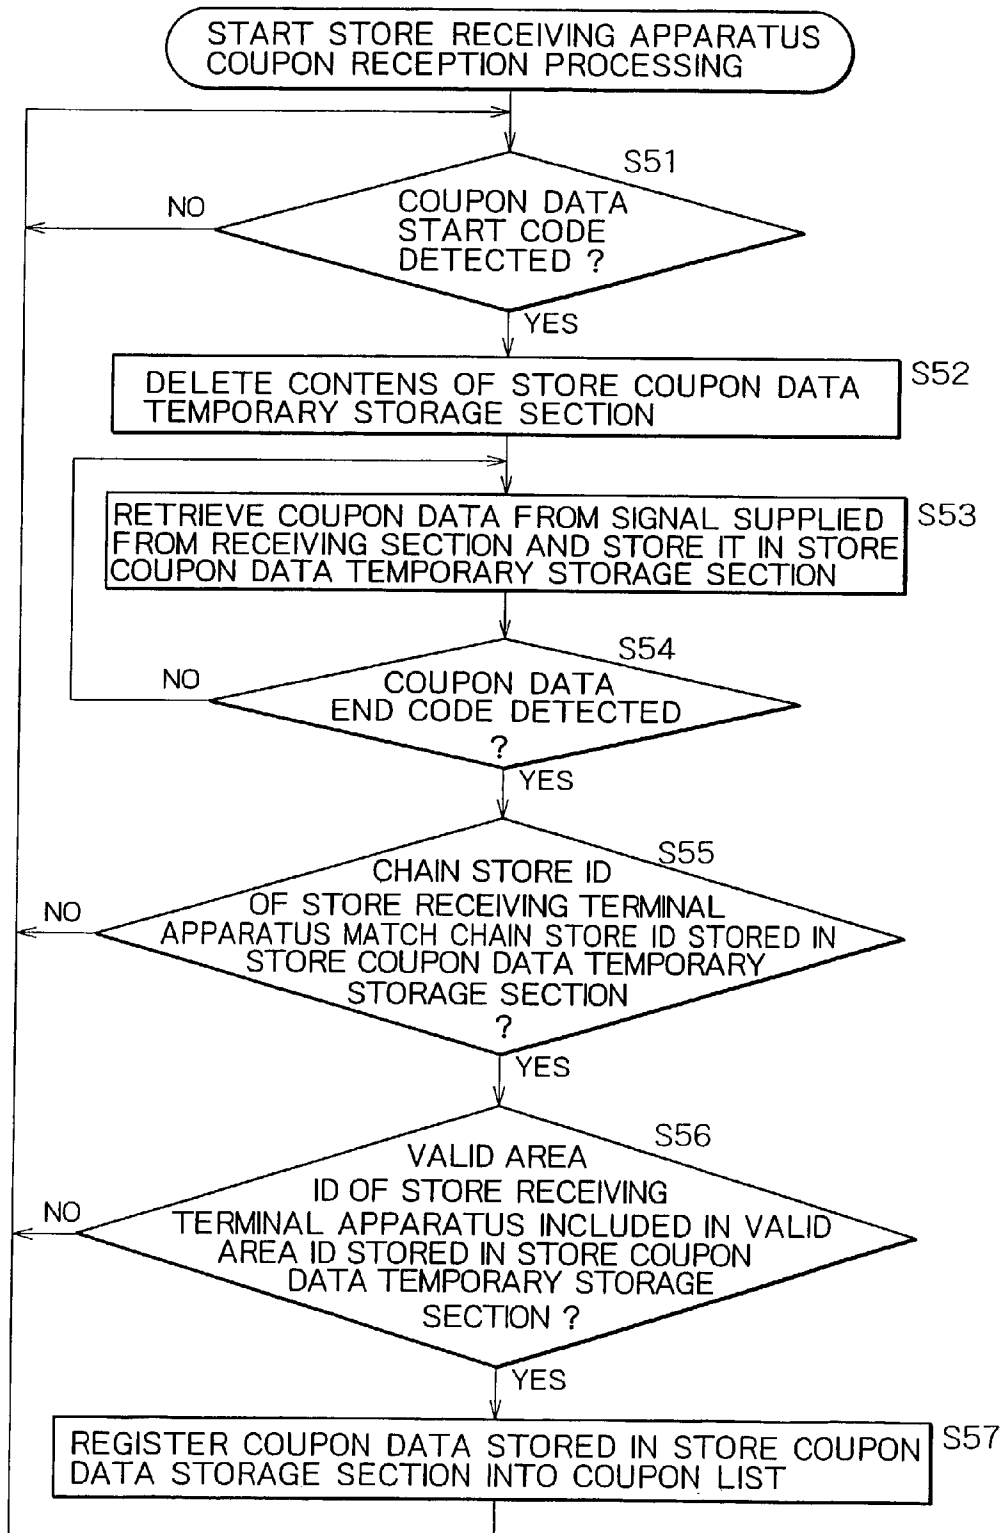 START STORE RECEIVING APPARATUS
COUPON RECEPTION PROCESSING
S51
NO
COUPON DATA
START CODE
DETECTED ?
YES
S52
DELETE CONTENS OF STORE COUPON DATA
TEMPORARY STORAGE SECTION
S53
RETRIEVE COUPON DATA FROM SIGNAL SUPPLIED
FROM RECEIVING SECTION AND STORE IT IN STORE
COUPON DATA TEMPORARY STORAGE SECTION
S54
NO
COUPON DATA
END CODE DETECTED
?
YES
S55
CHAIN STORE ID
OF STORE RECEIVING TERMINAL
NO
APPARATUS MATCH CHAIN STORE ID STORED IN
STORE COUPON DATA TEMPORARY
STORAGE SECTION
?
YES
S56
VALID AREA
ID OF STORE RECEIVING
NO
TERMINAL APPARATUS INCLUDED IN VALID
AREA ID STORED IN STORE COUPON
DATA TEMPORARY STORAGE
SECTION ?
YES
S57
REGISTER COUPON DATA STORED IN STORE COUPON
DATA STORAGE SECTION INTO COUPON LIST